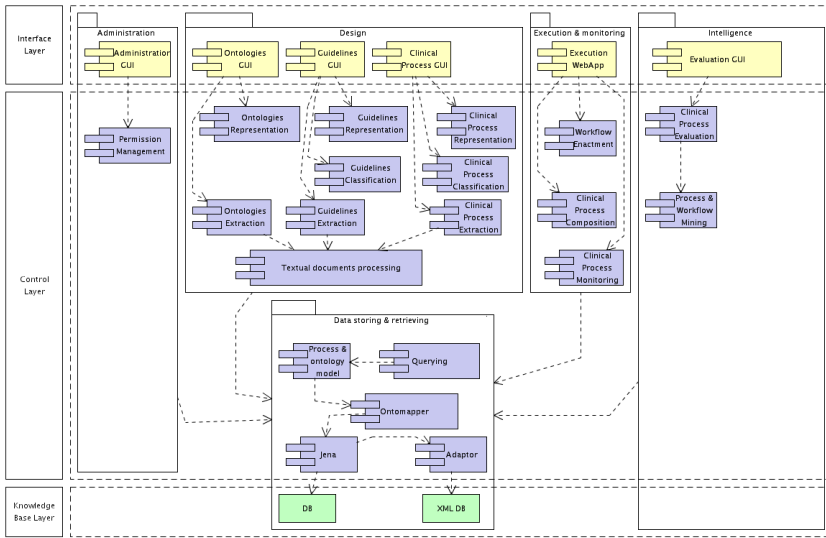 Administration
Design
Execution & monitoring
Intelligence
Interface
Layer
Administration
GUI
Ontologies
GUI
Guidelines
GUI
Clinical
Process GUI
Execution
WebApp
Evaluation GUI
Control
Layer
Permission
Management
Ontologies
Representation
Guidelines
Representation
Clinical
Process
Representation
Workflow
Enactment
Clinical
Process
Evaluation
Guidelines
Classification
Clinical
Process
Classification
Ontologies
Extraction
Guidelines
Extraction
Clinical
Process
Extraction
Clinical
Process
Composition
Process &
Workflow
Mining
Textual documents processing
Clinical
Process
Monitoring
Data storing & retrieving
Process &
ontology
model
Querying
Ontomapper
Jena
Adaptor
Knowledge
Base Layer
DB
XML DB